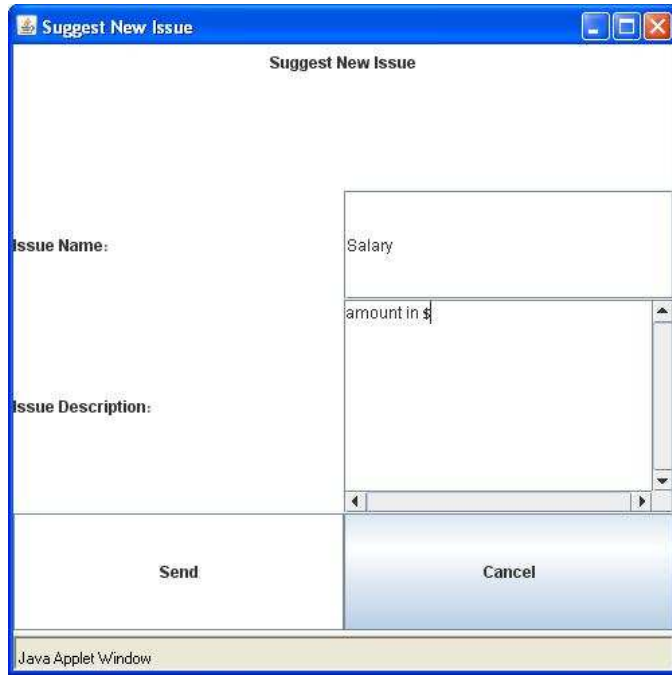 Suggest New Issue
Suggest New Issue
Issue Name:
Salary
amount in $
Issue Description:
Send
Cancel
Java Applet Window